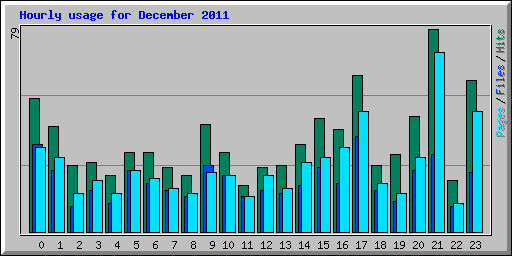 Hourly usage for December 2011
79
Pages / Files / Hits
0 1 2 3 4 5 6 7 8 9 10 11 12 13 14 15 16 17 18 19 20 21 22 23